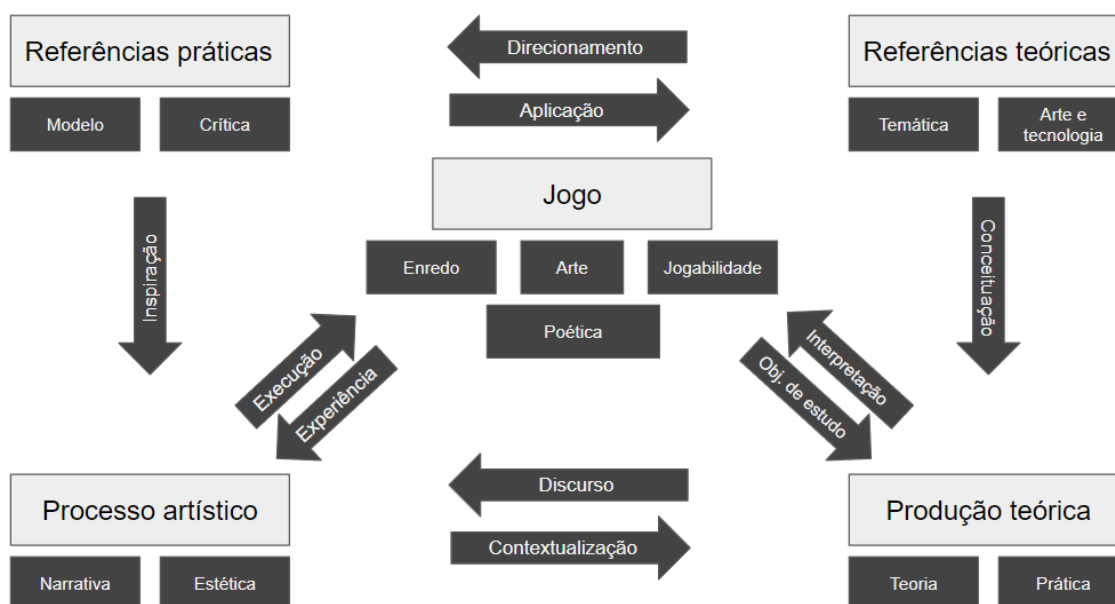 Referências práticas
Direcionamento
Referências teóricas
Modelo
Crítica
Aplicação
Temática
Arte e
tecnologia
Jogo
Inspiração
Conceituação
Enredo
Arte
Jogabilidade
Poética
Execução
Experiência
Interpretação
Obj. de estudo
Processo artístico
Discurso
Produção teórica
Contextualização
Narrativa
Estética
Teoria
Prática